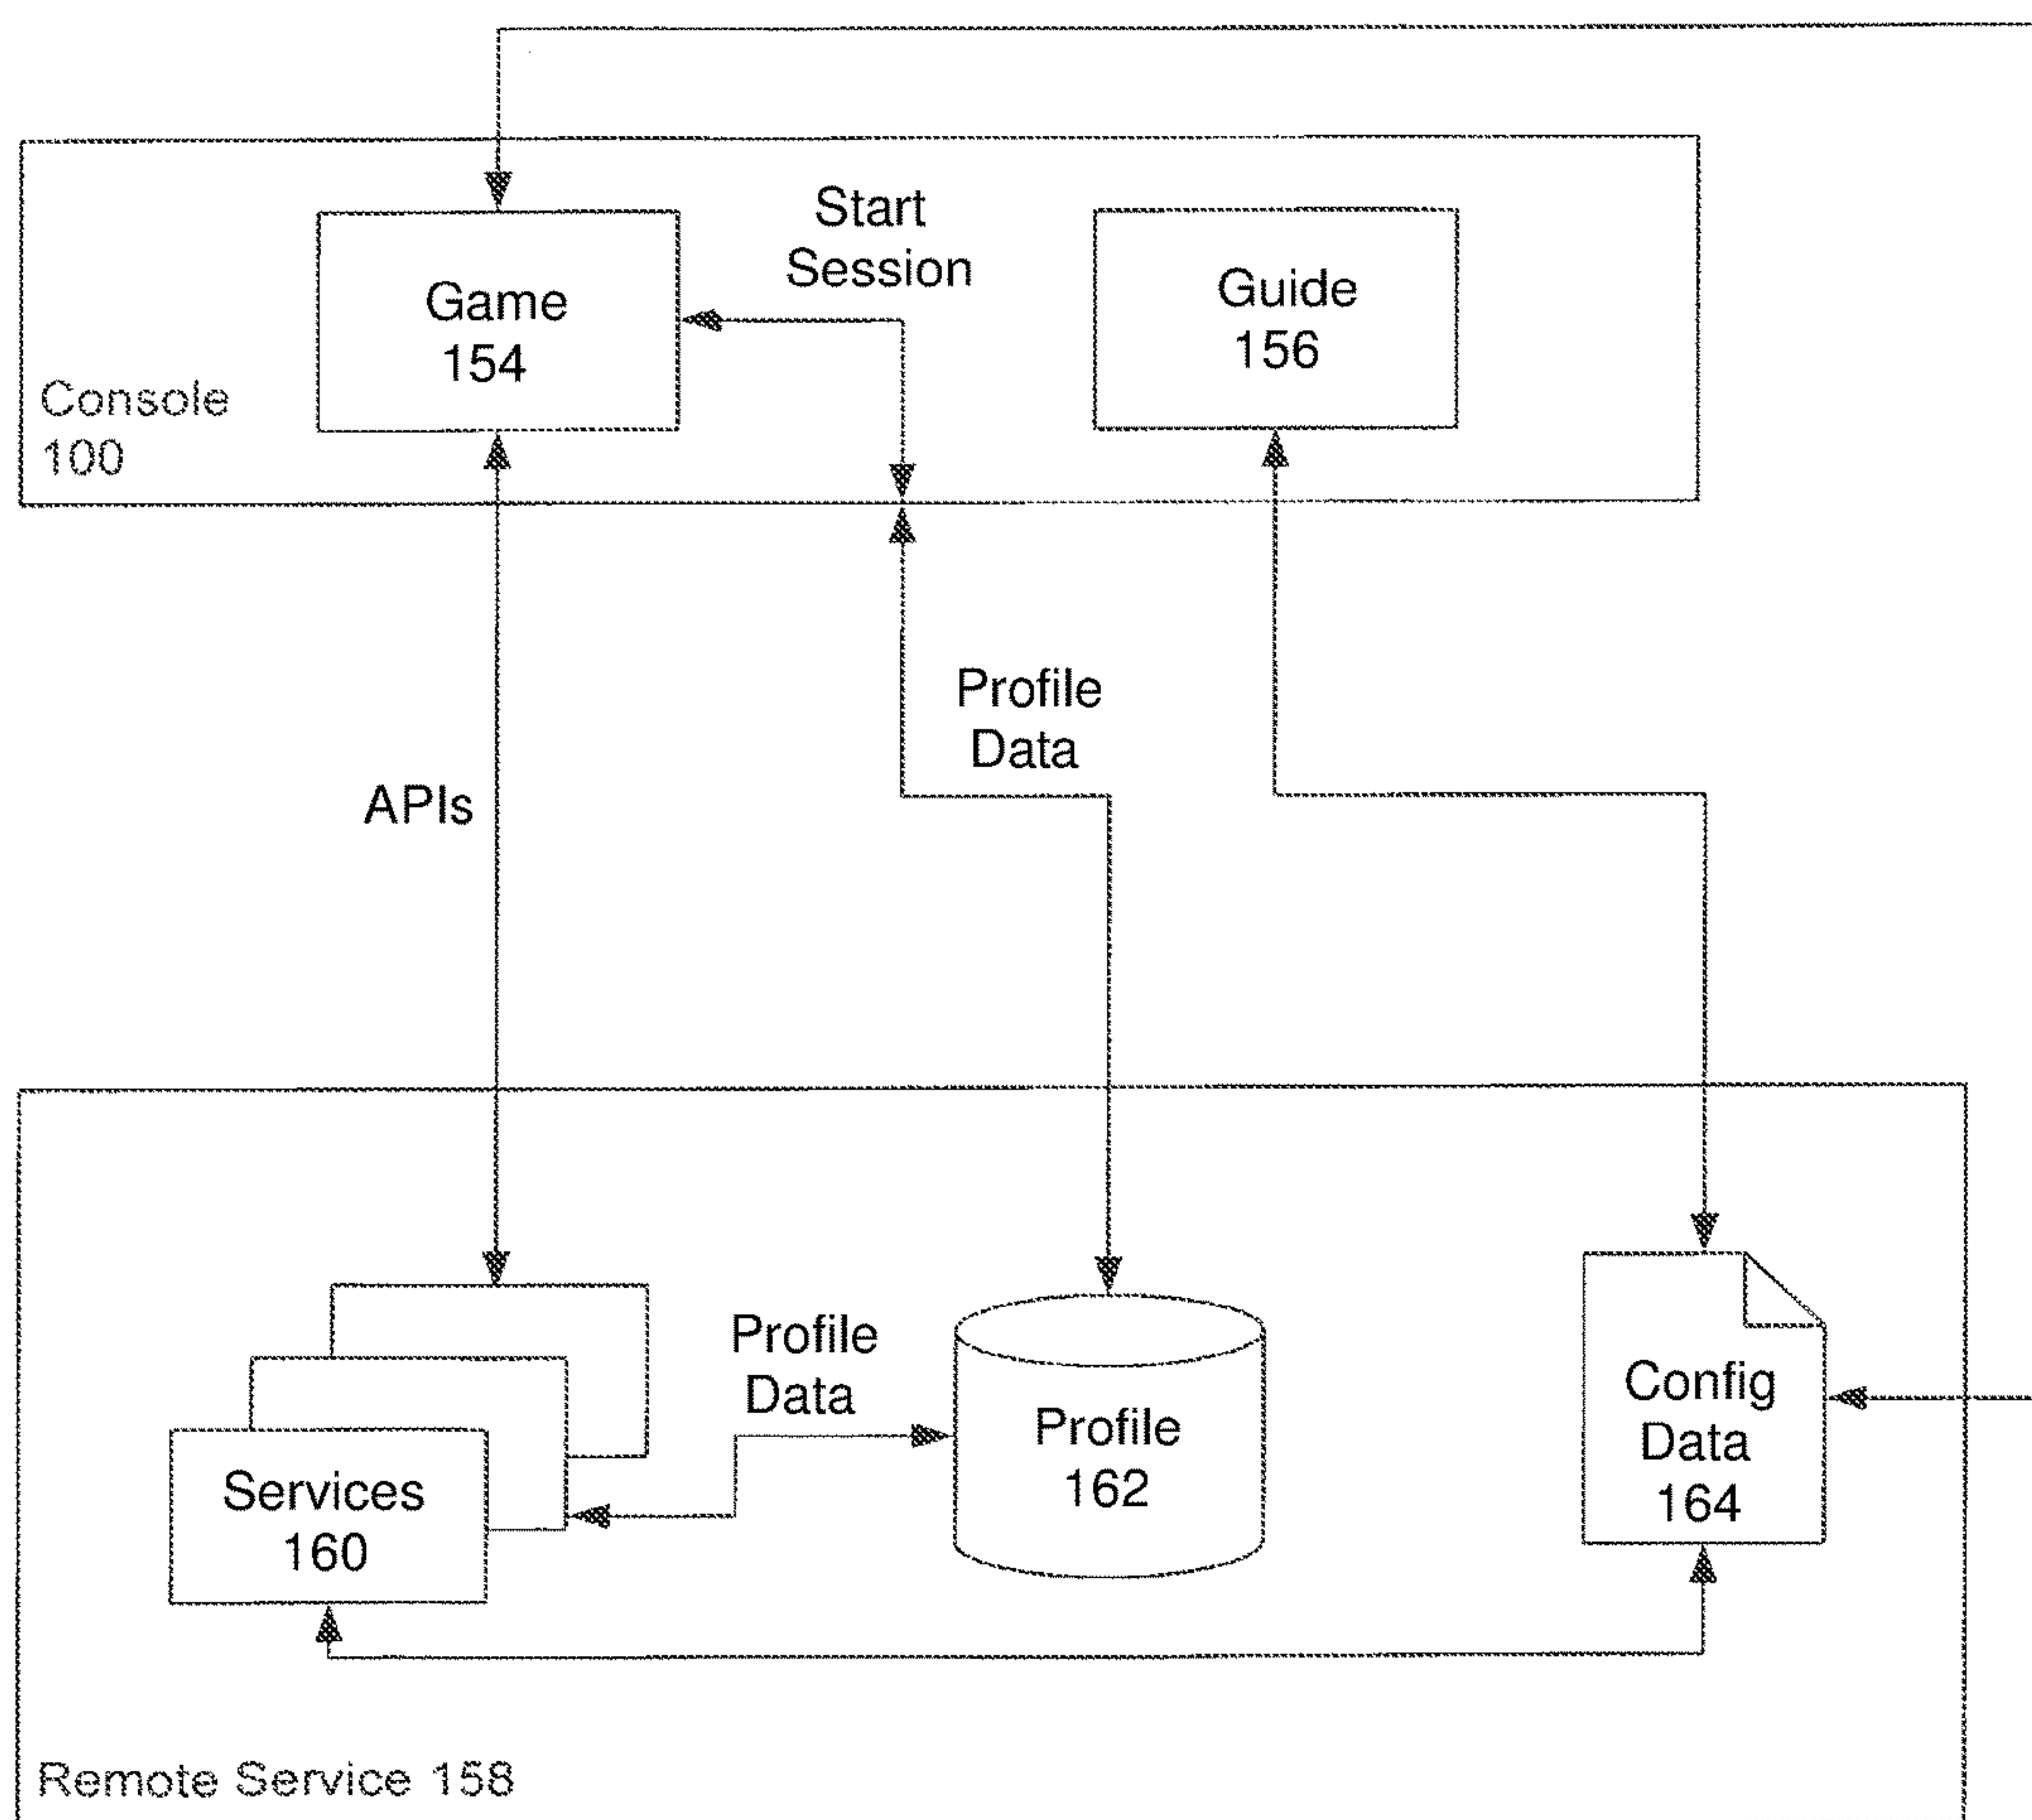 Start
Session
Game
154
Guide
156
Console
100
Profile
Data
APIs
Profile
Data
Services
160
Profile
162
Config
Data
164
Remote Service 158